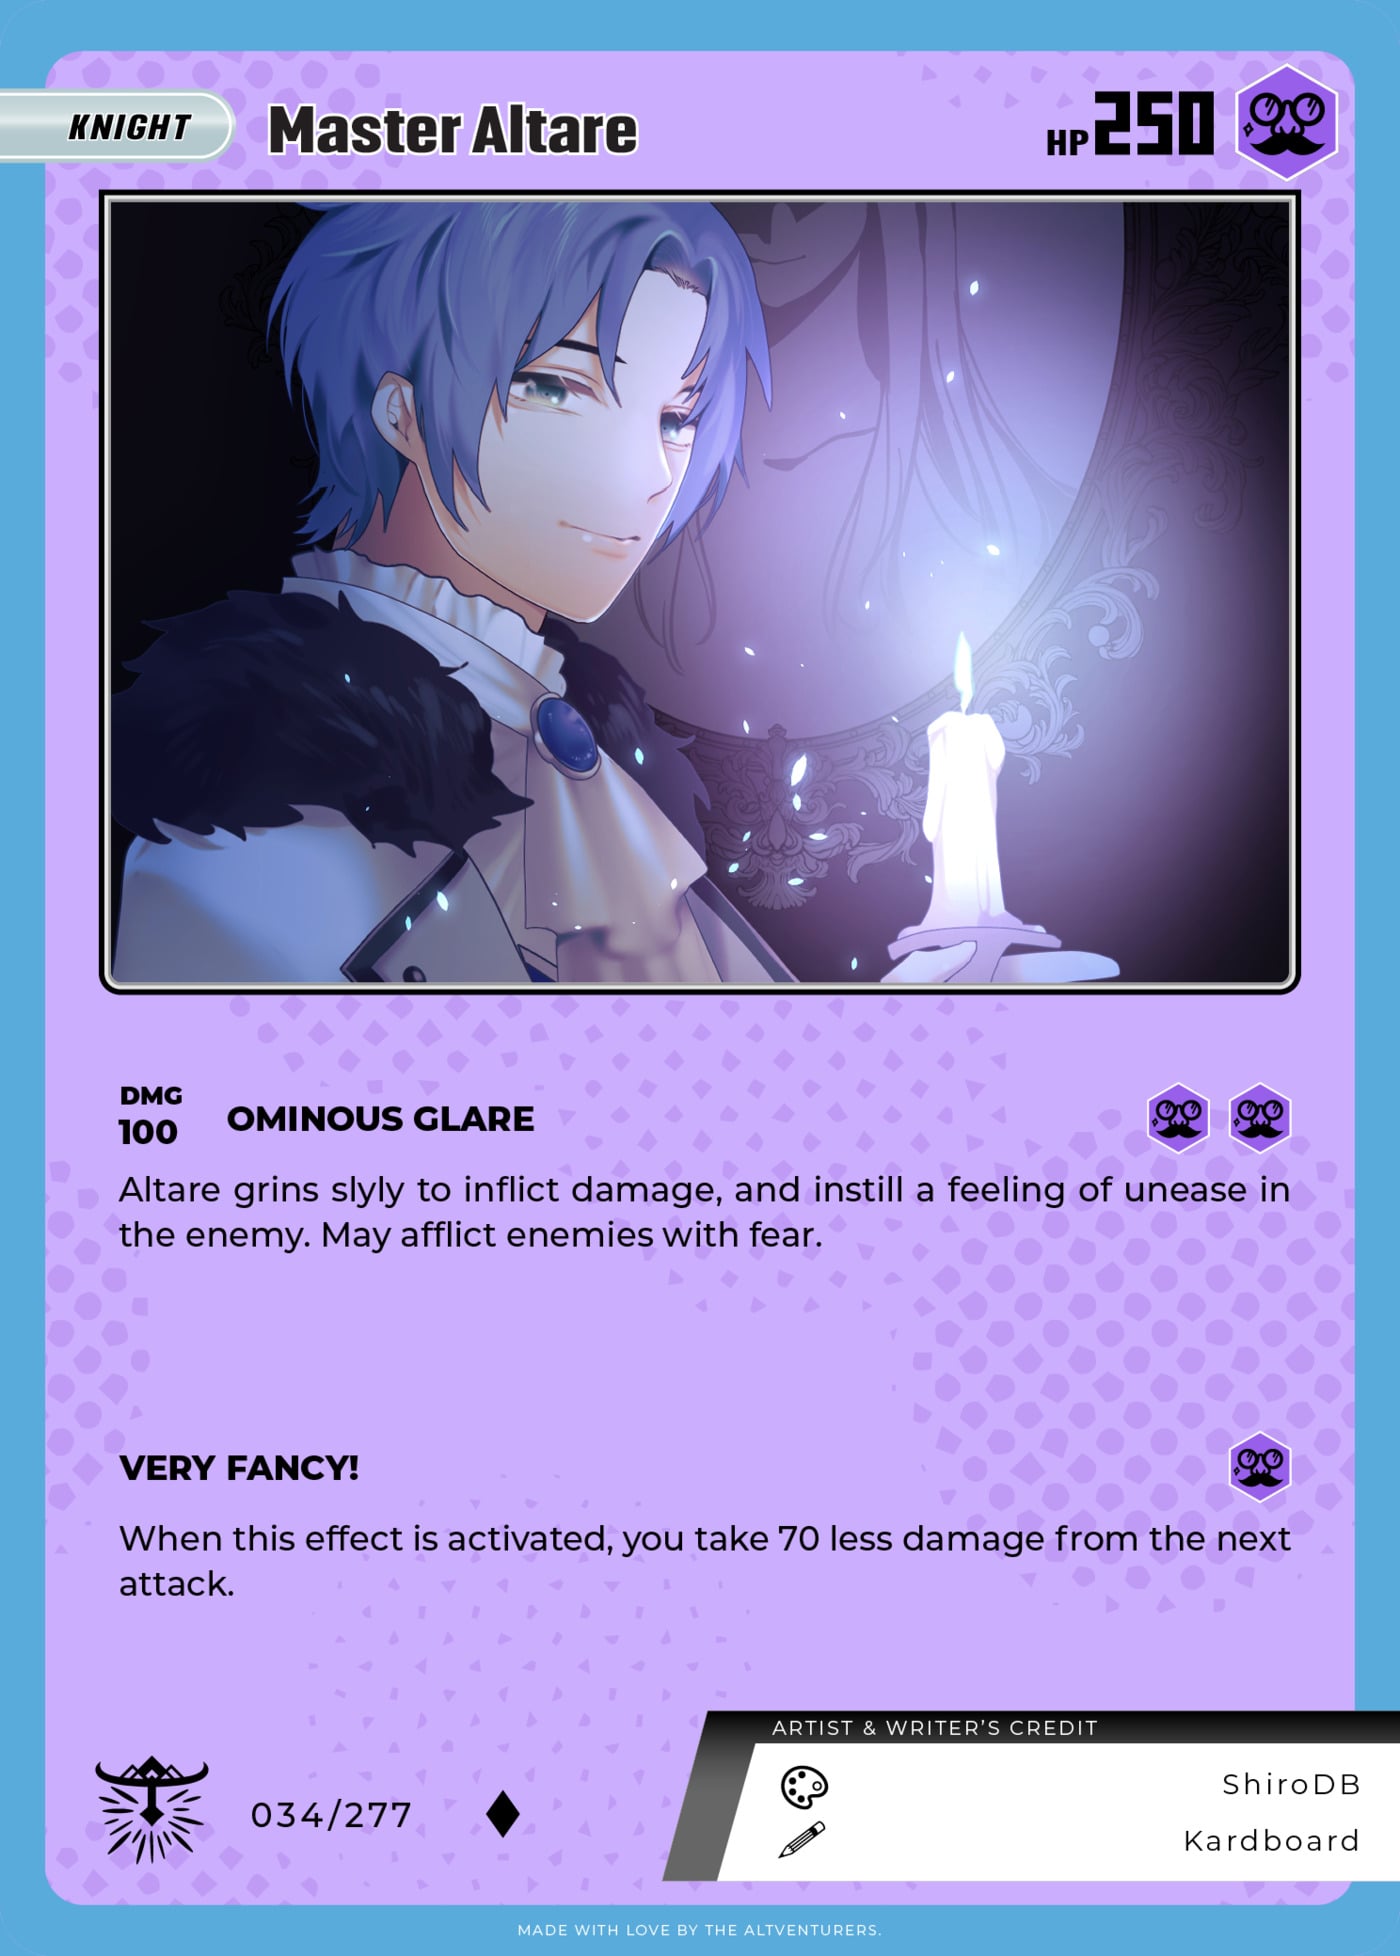 KNIGHT
Master Altare
HP 250
DMG
100
OMINOUS GLARE
Altare grins slyly to inflict damage, and instill a feeling of unease in
the enemy. May afflict enemies with fear.
VERY FANCY!
When this effect is activated, you take 70 less damage from the next
attack.
ARTIST & WRITER'S CREDIT
ShiroDB
Kardboard
034/277
MADE WITH LOVE BY THE ALTVENTURERS.